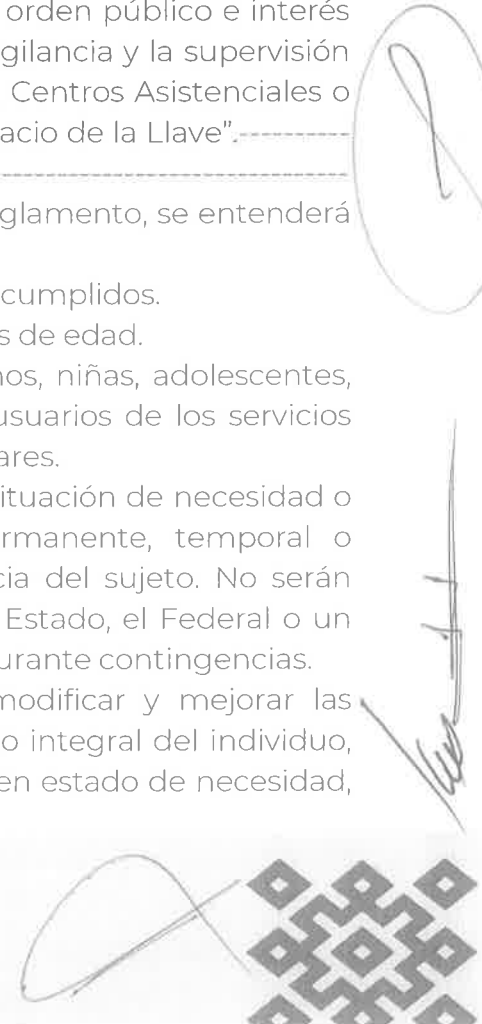 orden público e interés
gilancia y la supervisión
Centros Asistenciales o
acio de la Llave".------------
------------------------------------------
glamento, se entenderá
cumplidos.
s de edad.
nos, niñas, adolescentes,
usuarios de los servicios
ares.
ituación de necesidad o
rmanente, temporal o
cia del sujeto. No serán
Estado, el Federal o un
urante contingencias.
modificar y mejorar las
o integral del individuo,
en estado de necesidad,